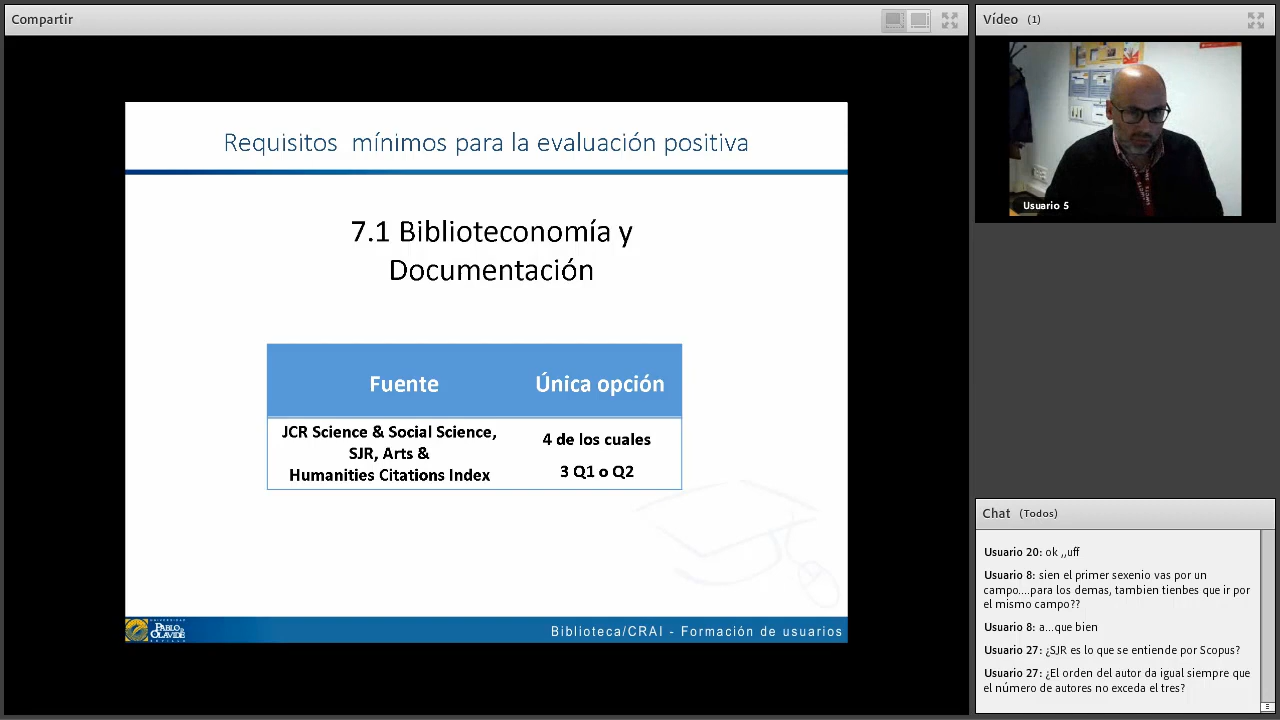 Compartir
Requisitos mínimos para la evaluación positiva
7.1 Biblioteconomía y
Documentación
Fuente
Única opción
JCR Science & Social Science,
SJR, Arts &
Humanities Citations Index
4 de los cuales
3 Q1 o Q2
UNIVERSIDAD
PABLO DE
OLAVIDE
SEVILLA
Biblioteca/CRAI - Formación de usuarios
Vídeo (1)
Usuario 5
Chat (Todos)
Usuario 20: ok ,,uff
Usuario 8: sien el primer sexenio vas por un
campo....para los demas, tambien tienbes que ir por
el mismo campo??
Usuario 8: a...que bien
Usuario 27: ¿SJR es lo que se entiende por Scopus?
Usuario 27: ¿El orden del autor da igual siempre que
el número de autores no exceda el tres?